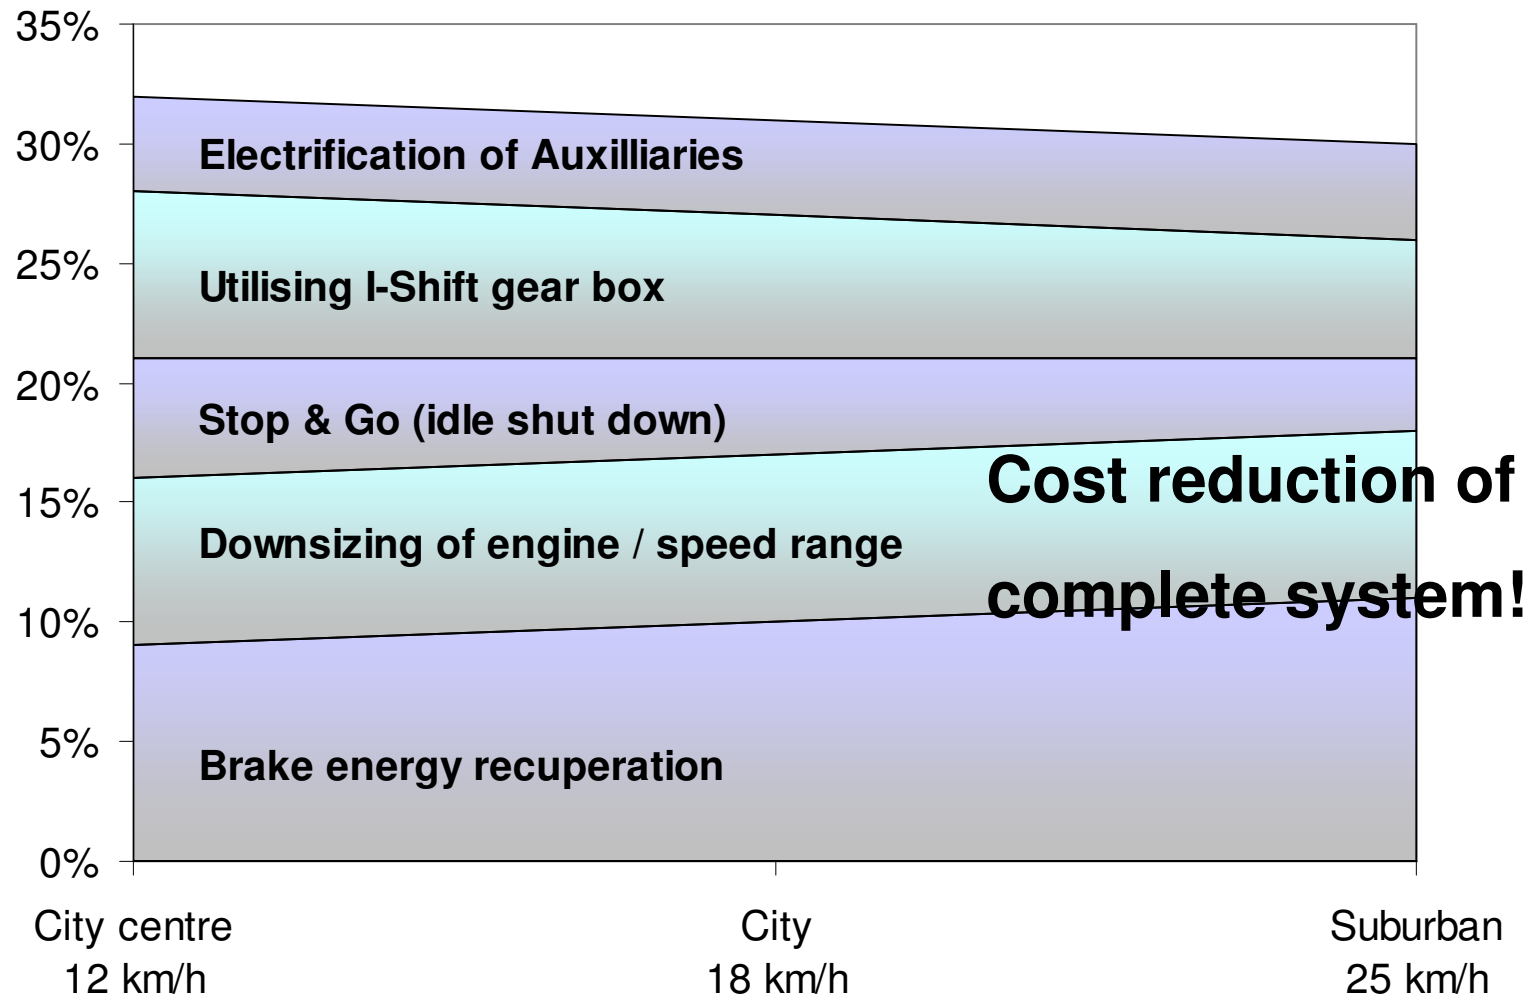 35%
30%
Electrification of Auxilliaries
25%
Utilising I-Shift gear box
20%
Stop & Go (idle shut down)
Cost reduction of
15%
Downsizing of engine / speed range
complete system!
10%
5%
Brake energy recuperation
0%
City centre
12 km/h
City
18 km/h
Suburban
25 km/h